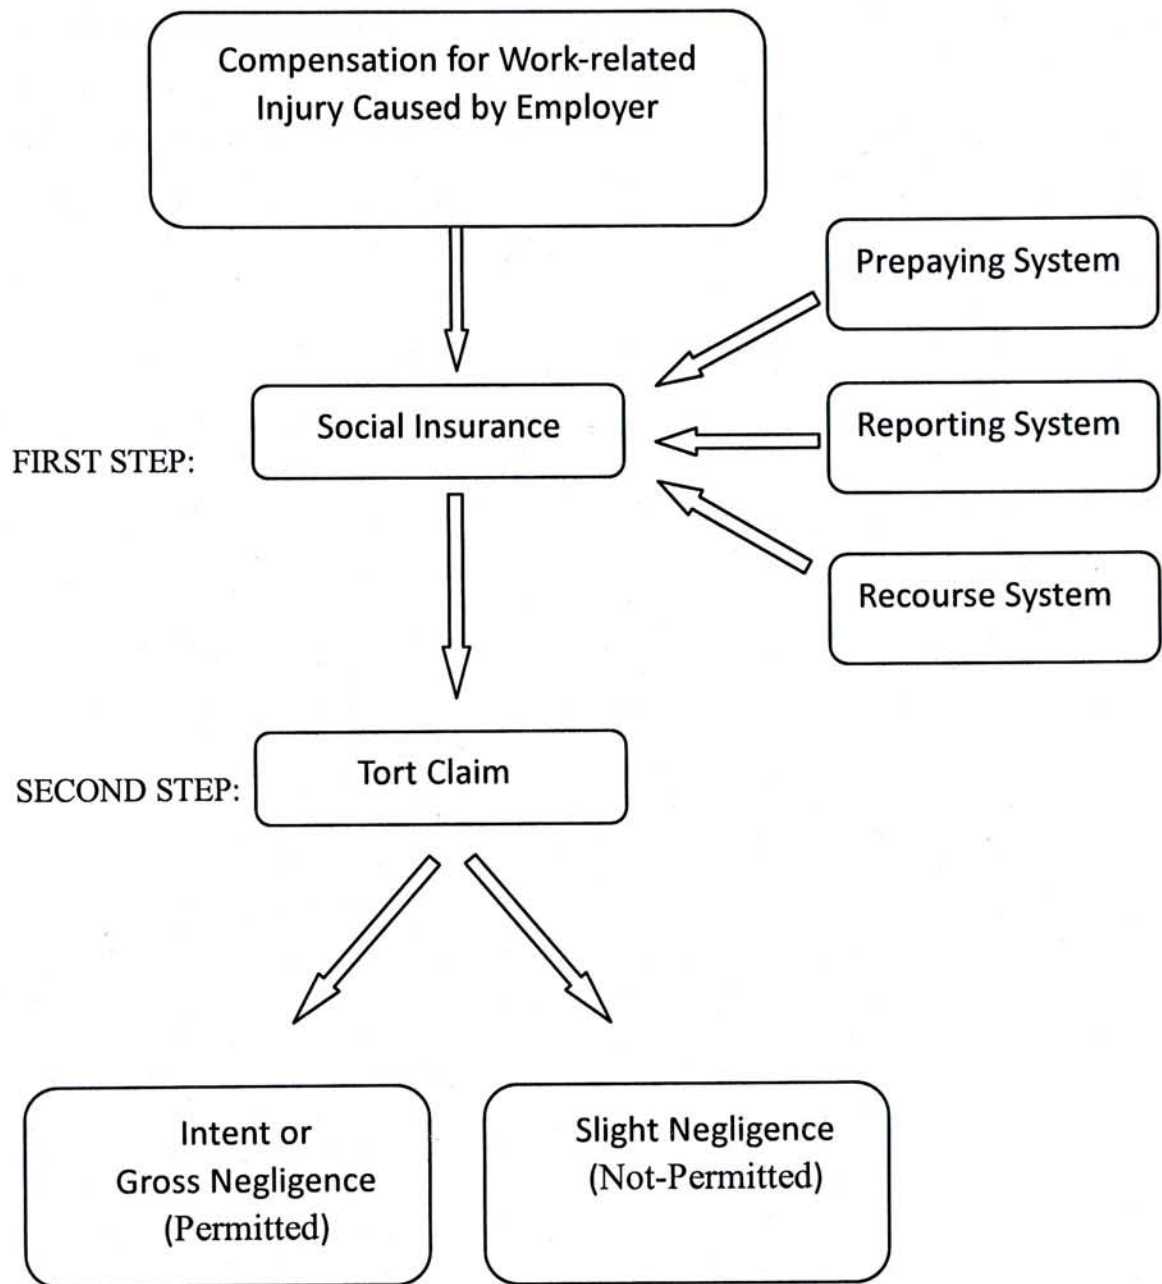 Compensation for Work-related
Injury Caused by Employer
Prepaying System
Social Insurance
Reporting System
FIRST STEP:
Recourse System
Tort Claim
SECOND STEP:
Intent or
Gross Negligence
(Permitted)
Slight Negligence
(Not-Permitted)